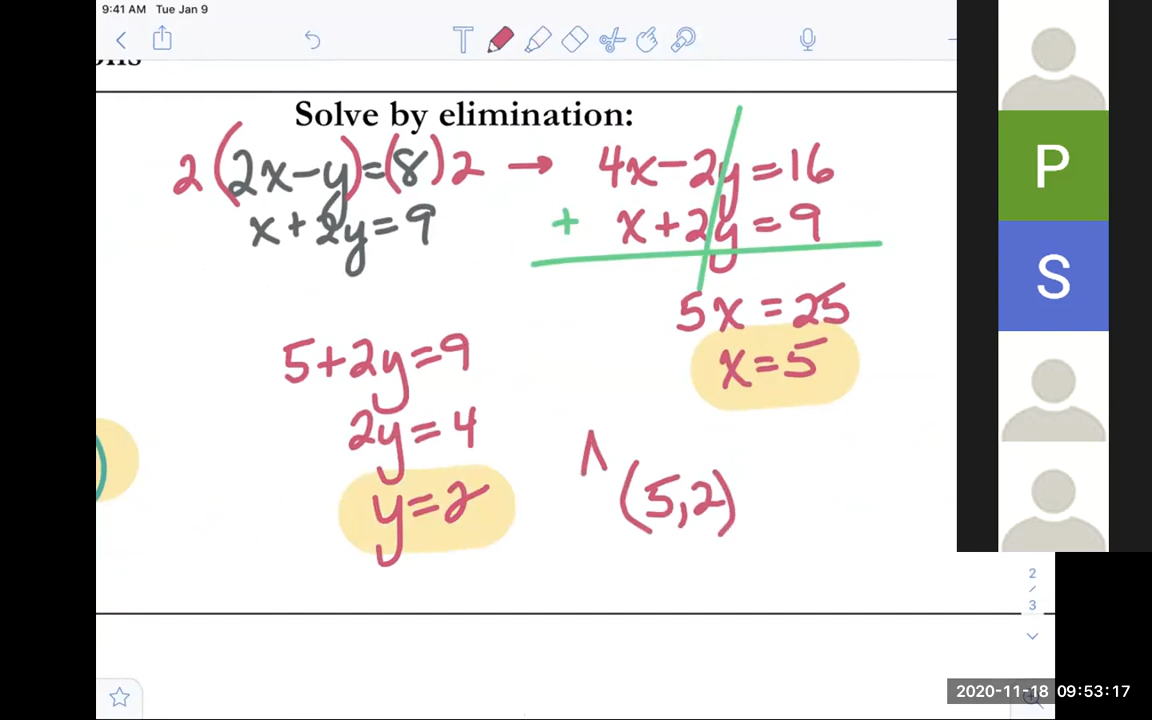 9:41 AM Tue Jan 9
T
Solve by elimination:
2(2x-y)=(8)2 → 4x-2y=16
x+2y=9 + x+2y=9
5x=25
x=5
5+2y=9
2y=4
y=2
(5,2)
P
S
2
/
3
2020-11-18 09:53:17